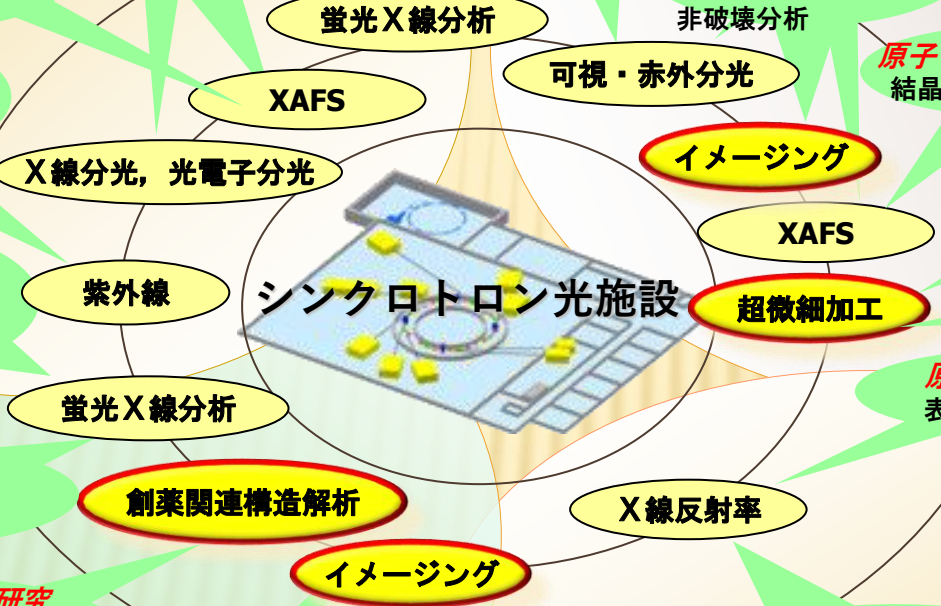 蛍光X線分析
非破壊分析
可視・赤外分光
原子
結晶
XAFS
イメージング
X線分光，光電子分光
XAFS
紫外線
シンクロトロン光施設
超微細加工
原
表
蛍光X線分析
創薬関連構造解析
X線反射率
イメージング
研究